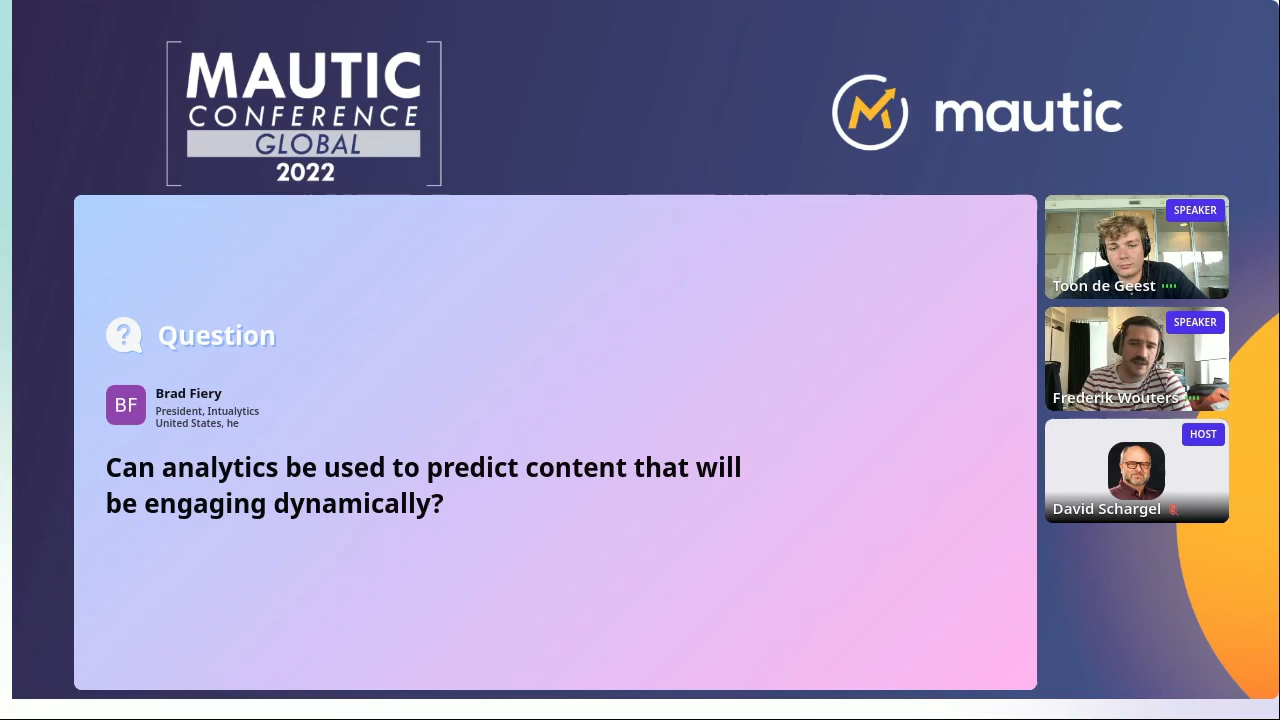 MAUTIC
CONFERENCE
GLOBAL
2022
mautic
Question
BF
Brad Fiery
President, Intualytics
United States, he
Can analytics be used to predict content that will
be engaging dynamically?
SPEAKER
Toon de Geest
SPEAKER
Frederik Wouters
HOST
David Schargel